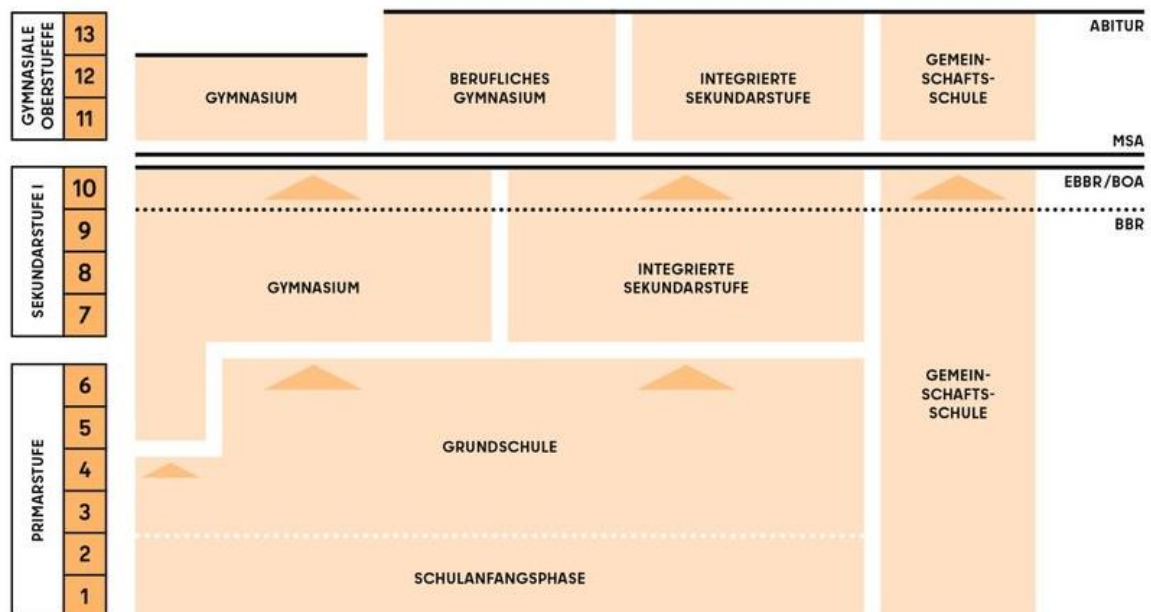 GYMNASIALE
OBERSTUFEFE
13
12
11
GYMNASIUM
BERUFLICHES
GYMNASIUM
INTEGRIERTE
SEKUNDARSTUFE
GEMEIN-
SCHAFTS-
SCHULE
ABITUR
MSA
SEKUNDARSTUFE I
10
9
8
7
GYMNASIUM
INTEGRIERTE
SEKUNDARSTUFE
EBBR/BOA
BBR
PRIMARSTUFE
6
5
4
3
2
1
GRUNDSCHULE
SCHULANFANGSPHASE
GEMEIN-
SCHAFTS-
SCHULE